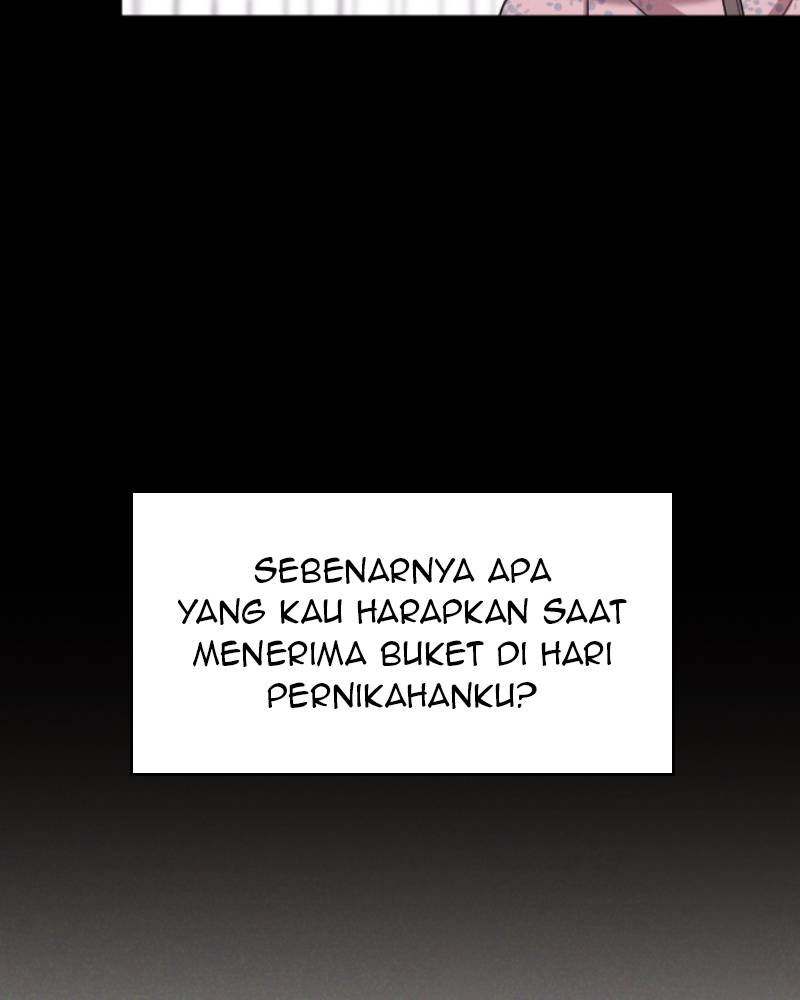 SEBENARNYA APA
YANG KAU HARAPKAN SAAT
MENERIMA BUKET DI HARI
PERNIKAHANKU?